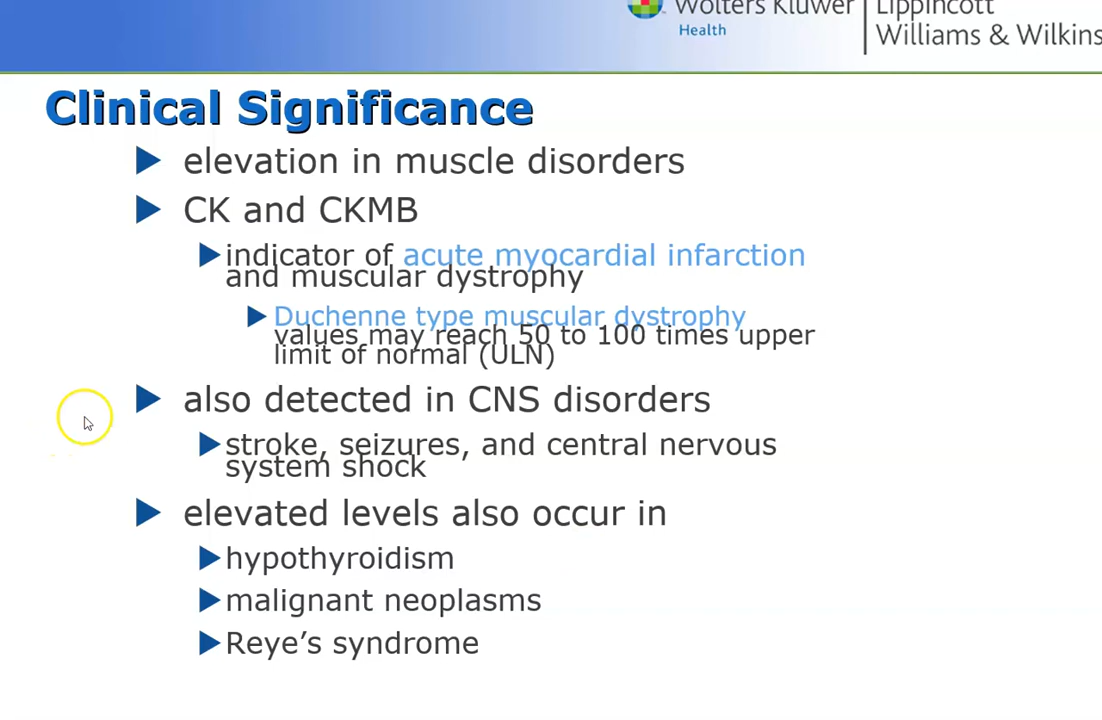 Wolters Kluwer
Health
Lippincott
Williams & Wilkins
Clinical Significance
elevation in muscle disorders
CK and CKMB
indicator of acute myocardial infarction
and muscular dystrophy
Duchenne type muscular dystrophy
values may reach 50 to 100 times upper
limit of normal (ULN)
also detected in CNS disorders
stroke, seizures, and central nervous
system shock
elevated levels also occur in
hypothyroidism
malignant neoplasms
Reye’s syndrome